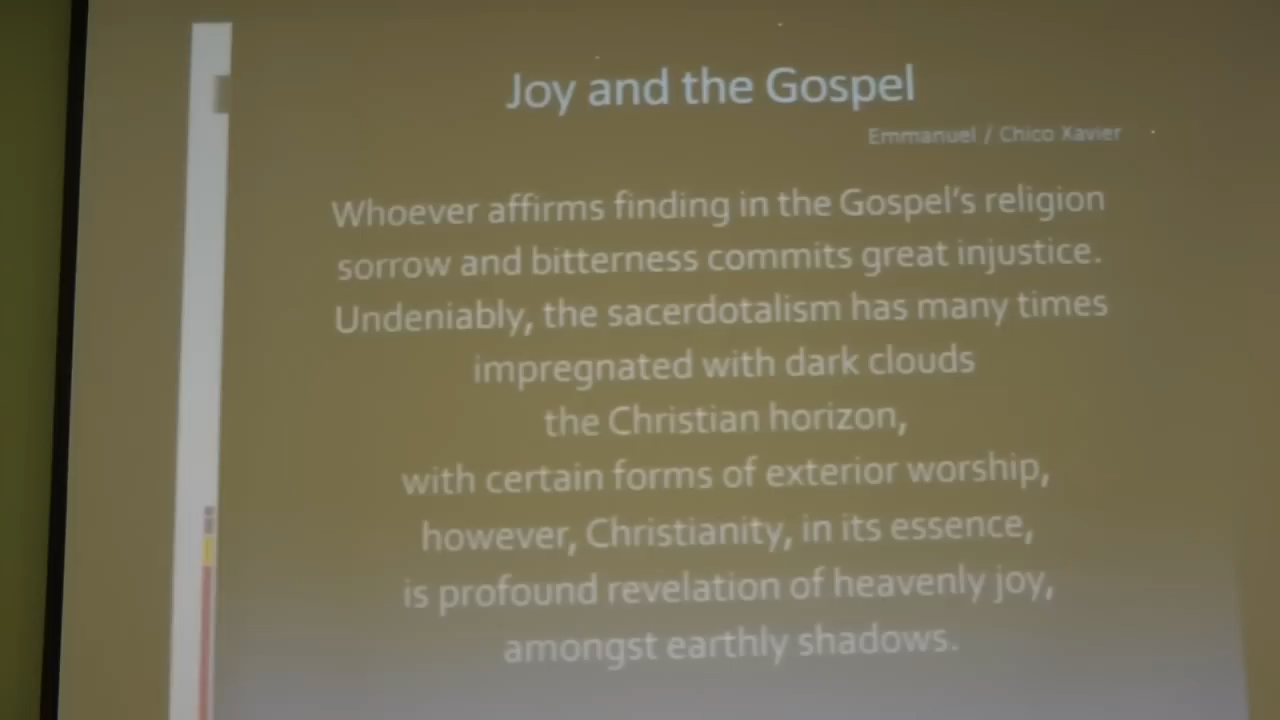 Joy and the Gospel
Emmanuel / Chico Xavier
Whoever affirms finding in the Gospel's religion
sorrow and bitterness commits great injustice.
Undeniably, the sacerdotalism has many times
impregnated with dark clouds
the Christian horizon,
with certain forms of exterior worship,
however, Christianity, in its essence,
is profound revelation of heavenly joy,
amongst earthly shadows.